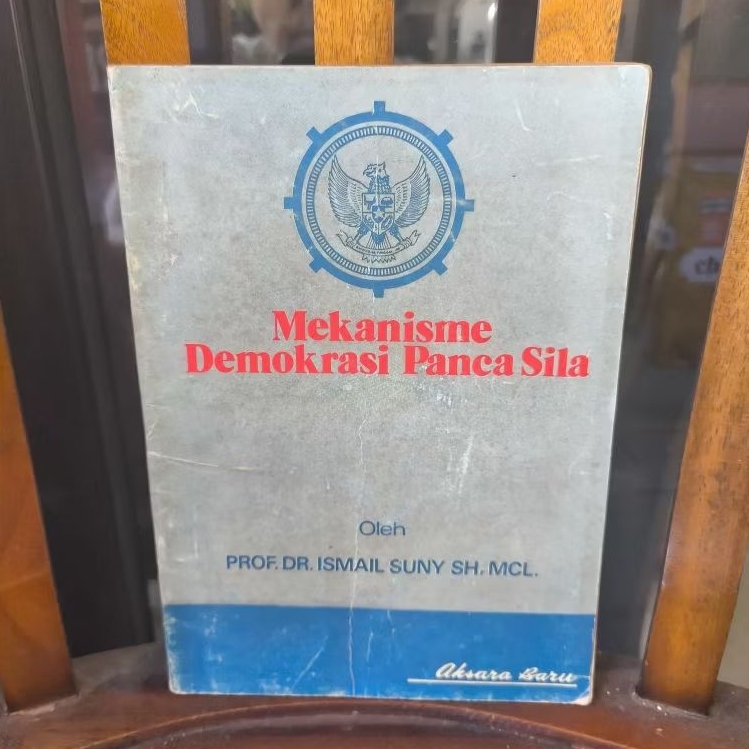 Mekanisme
Demokrasi Panca Sila
Oleh
PROF. DR. ISMAIL SUNY SH. MCL.
Aksara Baru